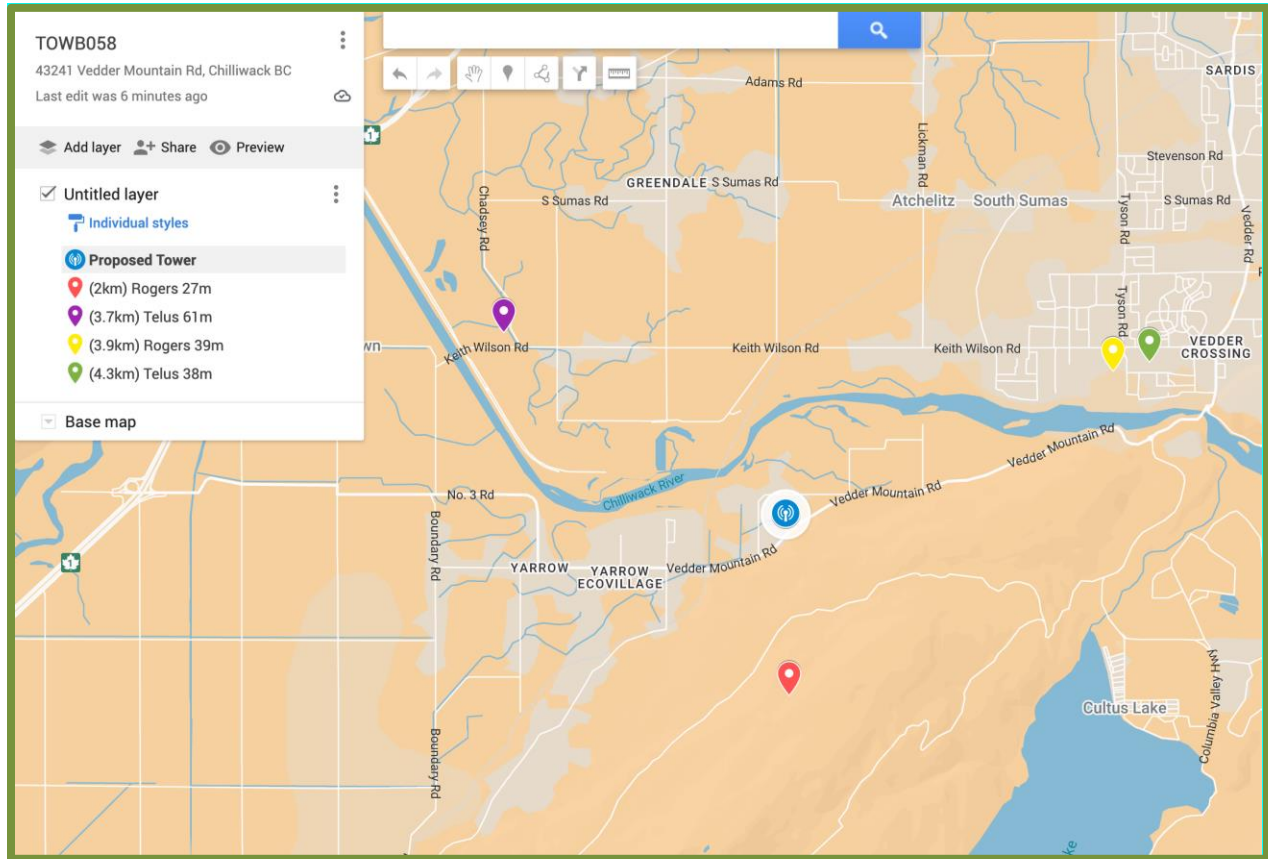 TOWB058
43241 Vedder Mountain Rd, Chilliwack BC
Last edit was 6 minutes ago
Add layer
Share
Preview
Untitled layer
Individual styles
Proposed Tower
(2km) Rogers 27m
(3.7km) Telus 61m
(3.9km) Rogers 39m
(4.3km) Telus 38m
Base map
1
Adams Rd
SARDIS
Lickman Rd
Stevenson Rd
GREENDALE
S Sumas Rd
Chadsey Rd
S Sumas Rd
Atchelitz
South Sumas
Tyson Rd
S Sumas Rd
Vedder Rd
Tyson Rd
wn
Keith Wilson Rd
Keith Wilson Rd
Keith Wilson Rd
VEDDER
CROSSING
Vedder Mountain Rd
No. 3 Rd
Chilliwack River
Vedder Mountain Rd
Boundary Rd
1
YARROW
YARROW
ECOVILLAGE
Vedder Mountain Rd
Cultus Lake
Columbia Valley Hwy
Boundary Rd